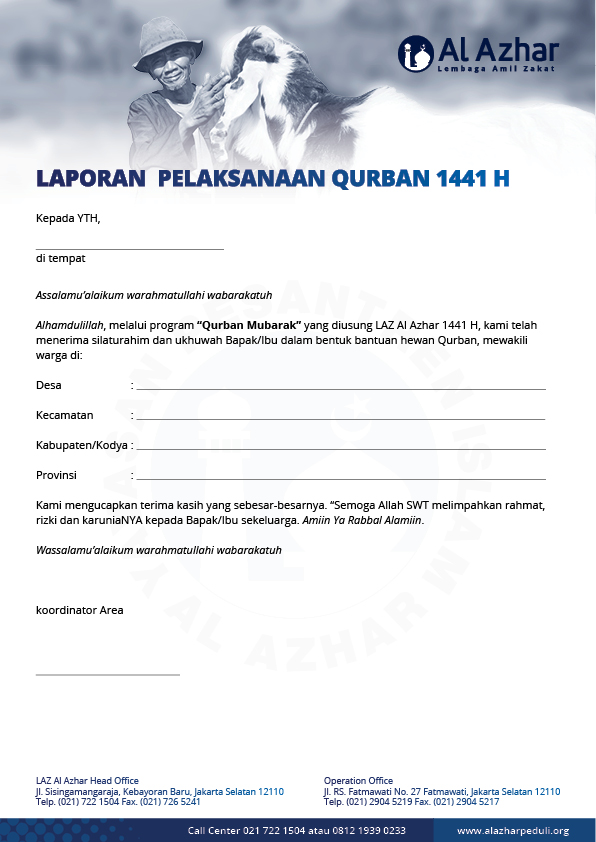 Al Azhar
Lembaga Amil Zakat
LAPORAN PELAKSANAAN QURBAN 1441 H
Kepada YTH,
di tempat
Assalamu'alaikum warahmatullahi wabarakatuh
Alhamdulillah, melalui program “Qurban Mubarak” yang diusung LAZ Al Azhar 1441 H, kami telah
menerima silaturahim dan ukhuwah Bapak/Ibu dalam bentuk bantuan hewan Qurban, mewakili
warga di:
Desa :
Kecamatan :
Kabupaten/Kodya :
Provinsi :
Kami mengucapkan terima kasih yang sebesar-besarnya. “Semoga Allah SWT melimpahkan rahmat,
rizki dan karuniaNYA kepada Bapak/Ibu sekeluarga. Amiin Ya Rabbal Alamiin.
Wassalamu'alaikum warahmatullahi wabarakatuh
koordinator Area
YAYASAN PESANTREN ISLAM AL AZHAR
LAZ Al Azhar Head Office
Jl. Sisingamangaraja, Kebayoran Baru, Jakarta Selatan 12110
Telp. (021) 722 1504 Fax. (021) 726 5241
Operation Office
Jl. RS. Fatmawati No. 27 Fatmawati, Jakarta Selatan 12110
Telp. (021) 2904 5219 Fax. (021) 2904 5217
Call Center 021 722 1504 atau 0812 1939 0233
www.alazharpeduli.org